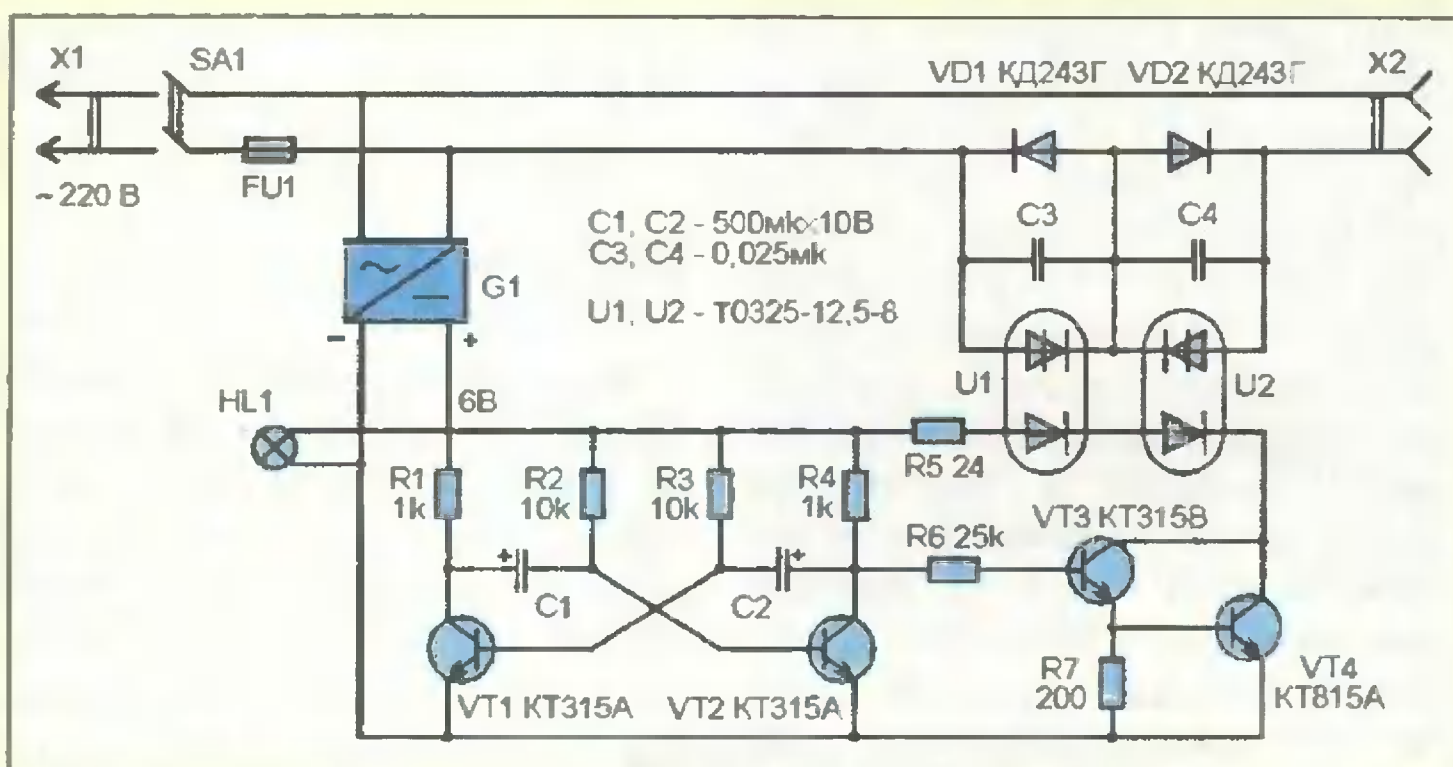 X1
SA1
VD1 КД243Г
VD2 КД243Г
X2
~220 В
FU1
C1, C2 - 500мк×10В
C3, C4 - 0,025мк
U1, U2 - ТО325-12,5-8
C3
C4
~
G1
-
+
6В
U1
U2
HL1
R1
1k
R2
10k
R3
10k
R4
1k
R5 24
R6 25k
VT3 КТ315В
+
C1
C2
+
R7
200
VT4
КТ815А
VT1 КТ315А
VT2 КТ315А